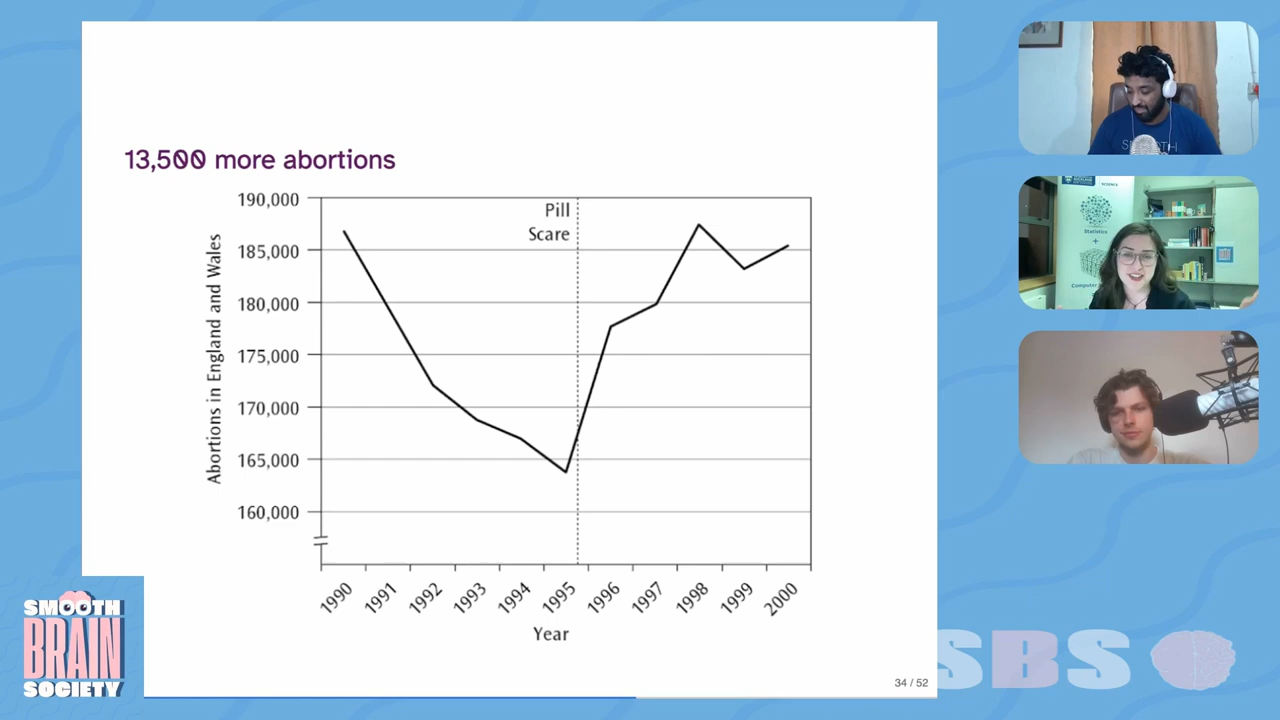 13,500 more abortions
190,000
185,000
180,000
175,000
170,000
165,000
160,000
Abortions in England and Wales
Pill
Scare
1990
1991
1992
1993
1994
1995
1996
1997
1998
1999
2000
Year
34 / 52
SMOOTH
BRAIN
SOCIETY
SBS
SCIENCE
Statistics
+